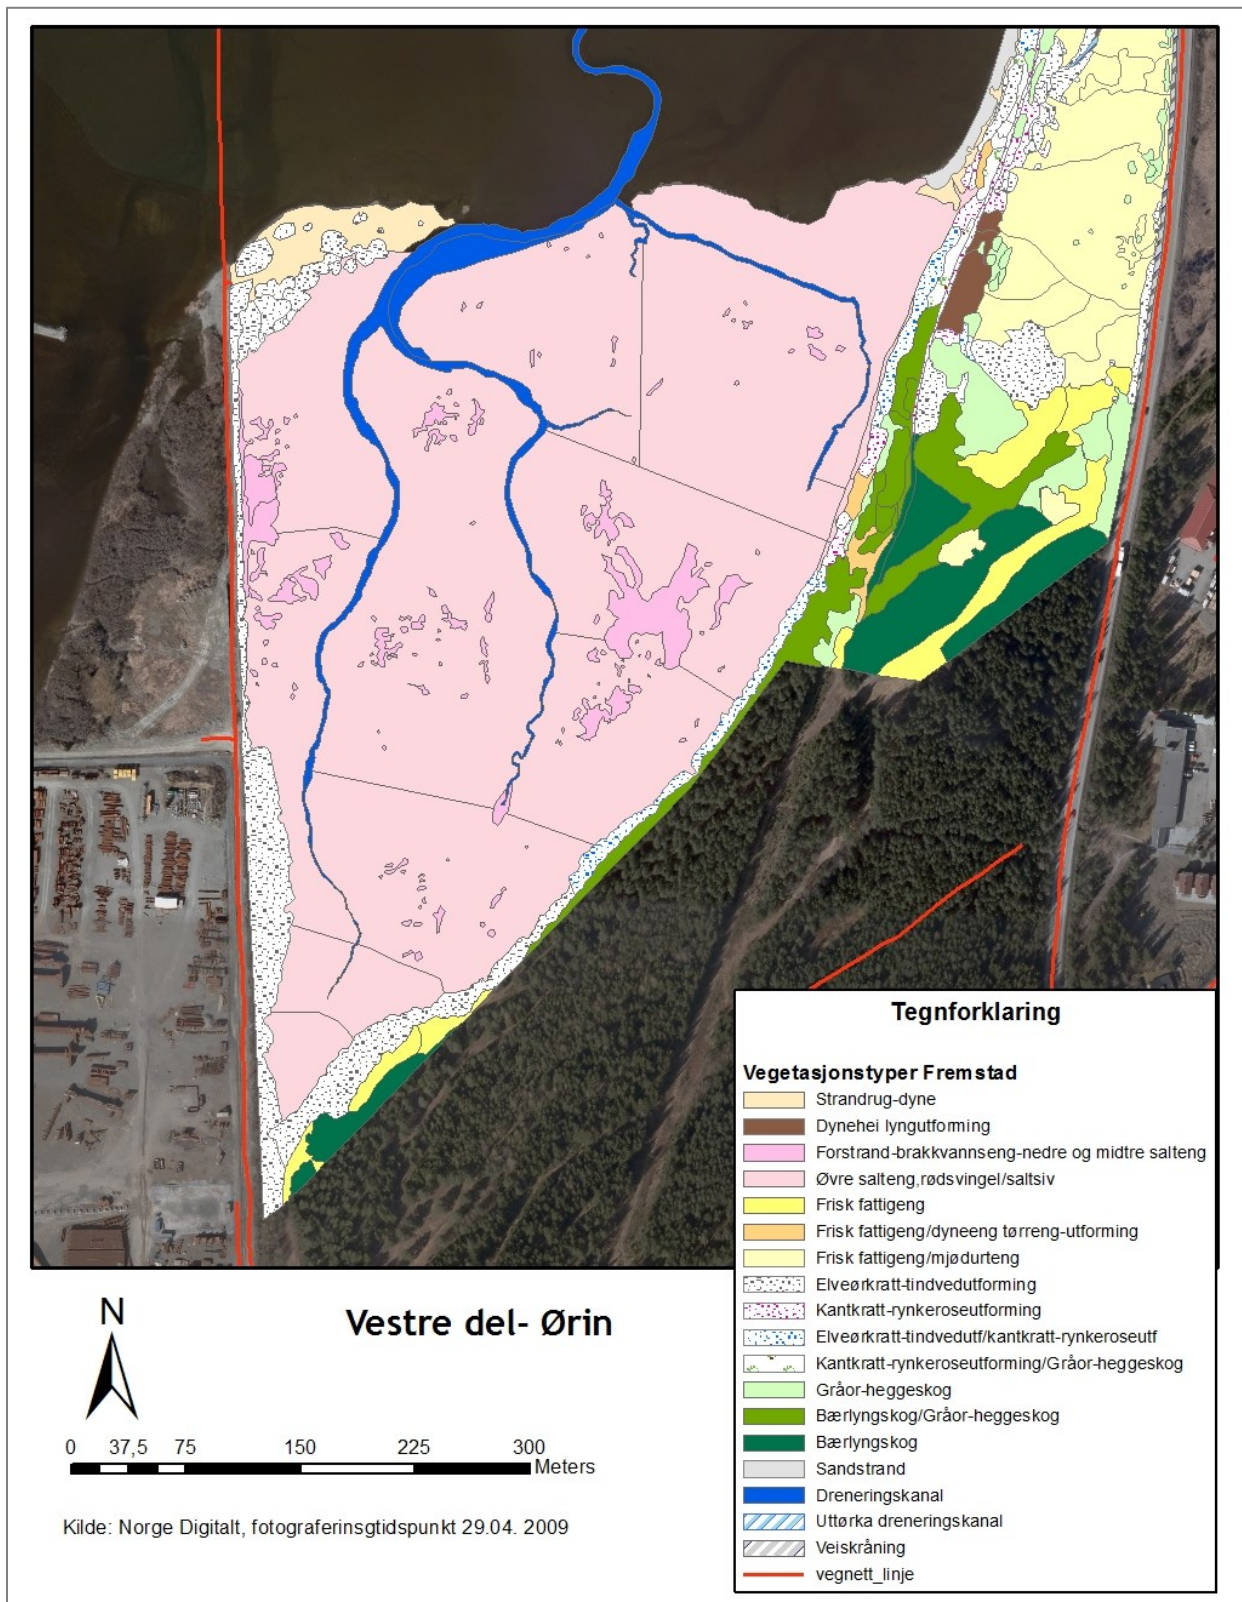 Tegnforklaring
Vegetasjonstyper Fremstad
Strandrug-dyne
Dynehei lyngutforming
Forstrand-brakkvannseng-nedre og midtre salteng
Øvre salteng,rødsvingel/saltsiv
Frisk fattigeng
Frisk fattigeng/dyneeng tørreng-utforming
Frisk fattigeng/mjødurteng
Elveørkratt-tindvedutforming
Kantkratt-rynkeroseutforming
Elveørkratt-tindvedutf/kantkratt-rynkeroseutf
Kantkratt-rynkeroseutforming/Gråor-heggeskog
Gråor-heggeskog
Bærlyngskog/Gråor-heggeskog
Bærlyngskog
Sandstrand
Dreneringskanal
Uttørka dreneringskanal
Veiskråning
vegnett_linje
N
Vestre del- Ørin
0 37,5 75 150 225 300
Meters
Kilde: Norge Digitalt, fotograferinsgtidspunkt 29.04. 2009